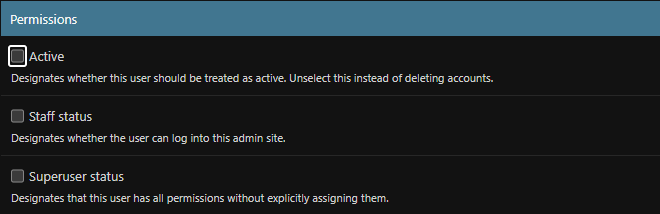 Permissions
Active
Designates whether this user should be treated as active. Unselect this instead of deleting accounts.
Staff status
Designates whether the user can log into this admin site.
Superuser status
Designates that this user has all permissions without explicitly assigning them.